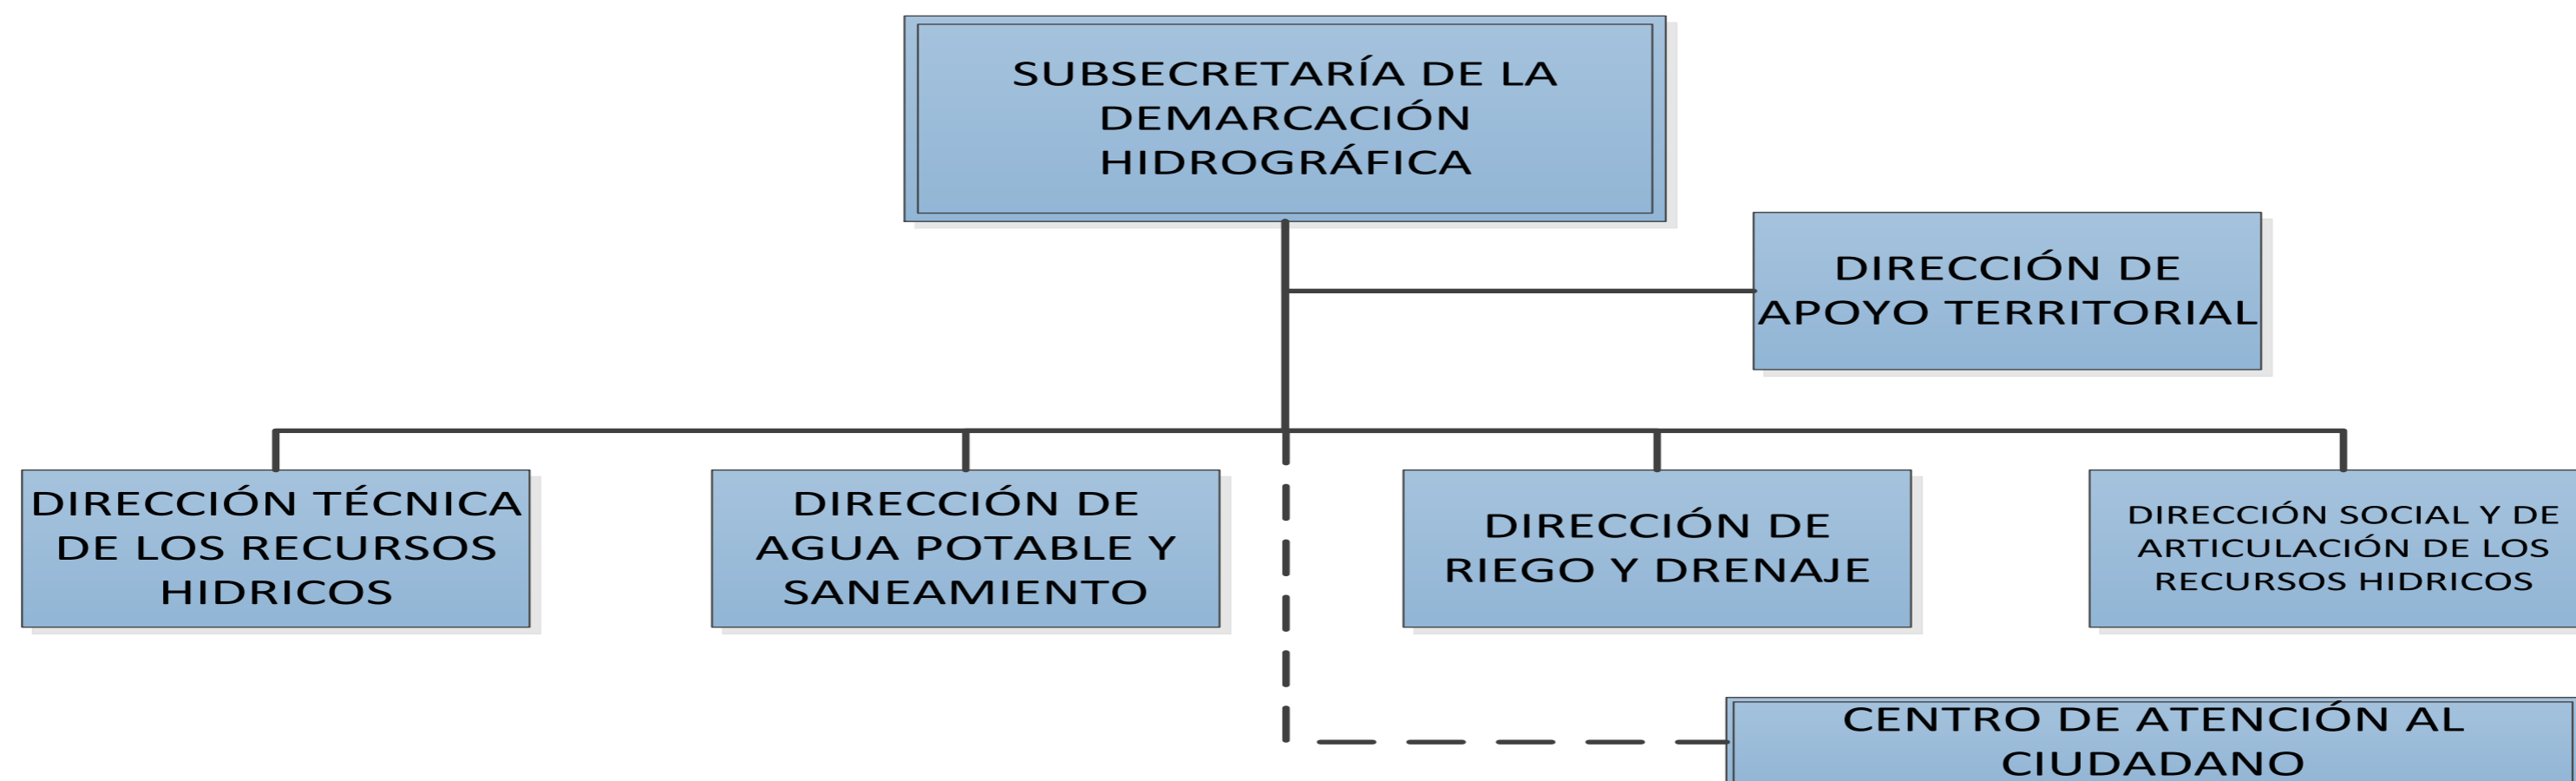 SUBSECRETARÍA DE LA
DEMARCACIÓN
HIDROGRÁFICA
DIRECCIÓN DE
APOYO TERRITORIAL
DIRECCIÓN TÉCNICA
DE LOS RECURSOS
HIDRICOS
DIRECCIÓN DE
AGUA POTABLE Y
SANEAMIENTO
DIRECCIÓN DE
RIEGO Y DRENAJE
DIRECCIÓN SOCIAL Y DE
ARTICULACIÓN DE LOS
RECURSOS HIDRICOS
CENTRO DE ATENCIÓN AL
CIUDADANO